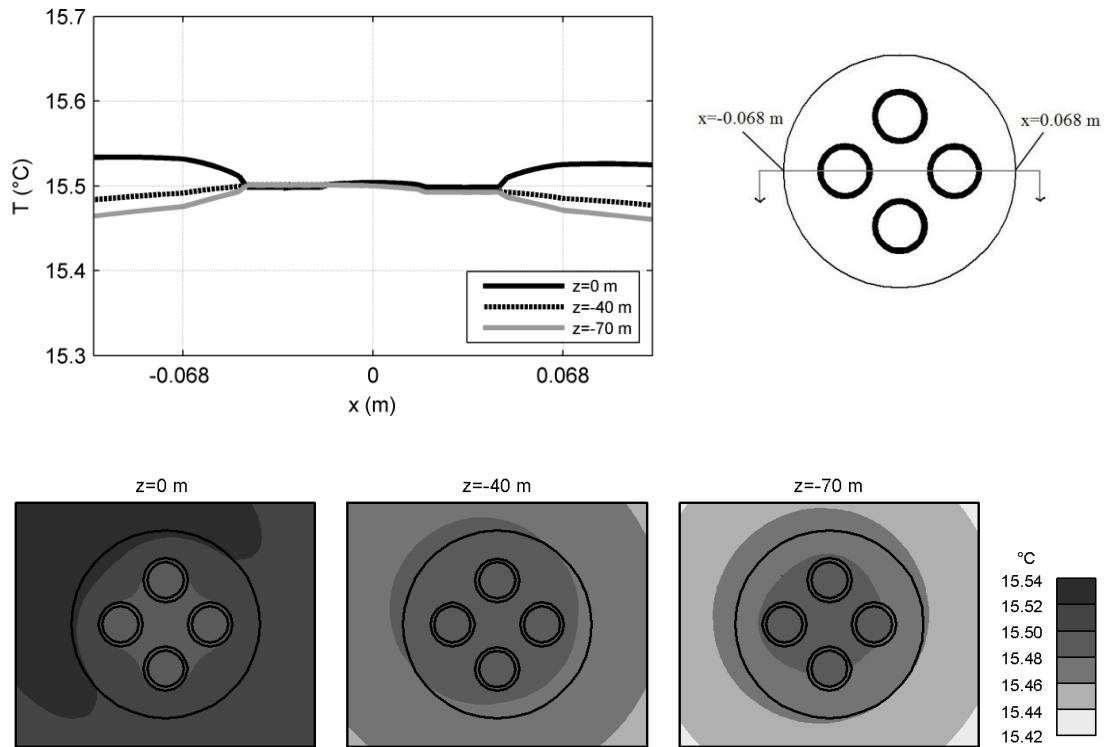 15.7
15.6
15.5
15.4
15.3
T (°C)
-0.068
0
0.068
x (m)
z=0 m
z=-40 m
z=-70 m
x=-0.068 m
x=0.068 m
z=0 m
z=-40 m
z=-70 m
°C
15.54
15.52
15.50
15.48
15.46
15.44
15.42